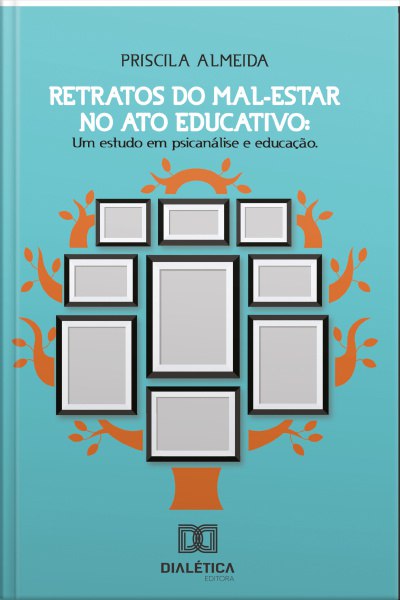 PRISCILA ALMEIDA
RETRATOS DO MAL-ESTAR
NO ATO EDUCATIVO:
Um estudo em psicanálise e educação.
DIALÉTICA
EDITORA